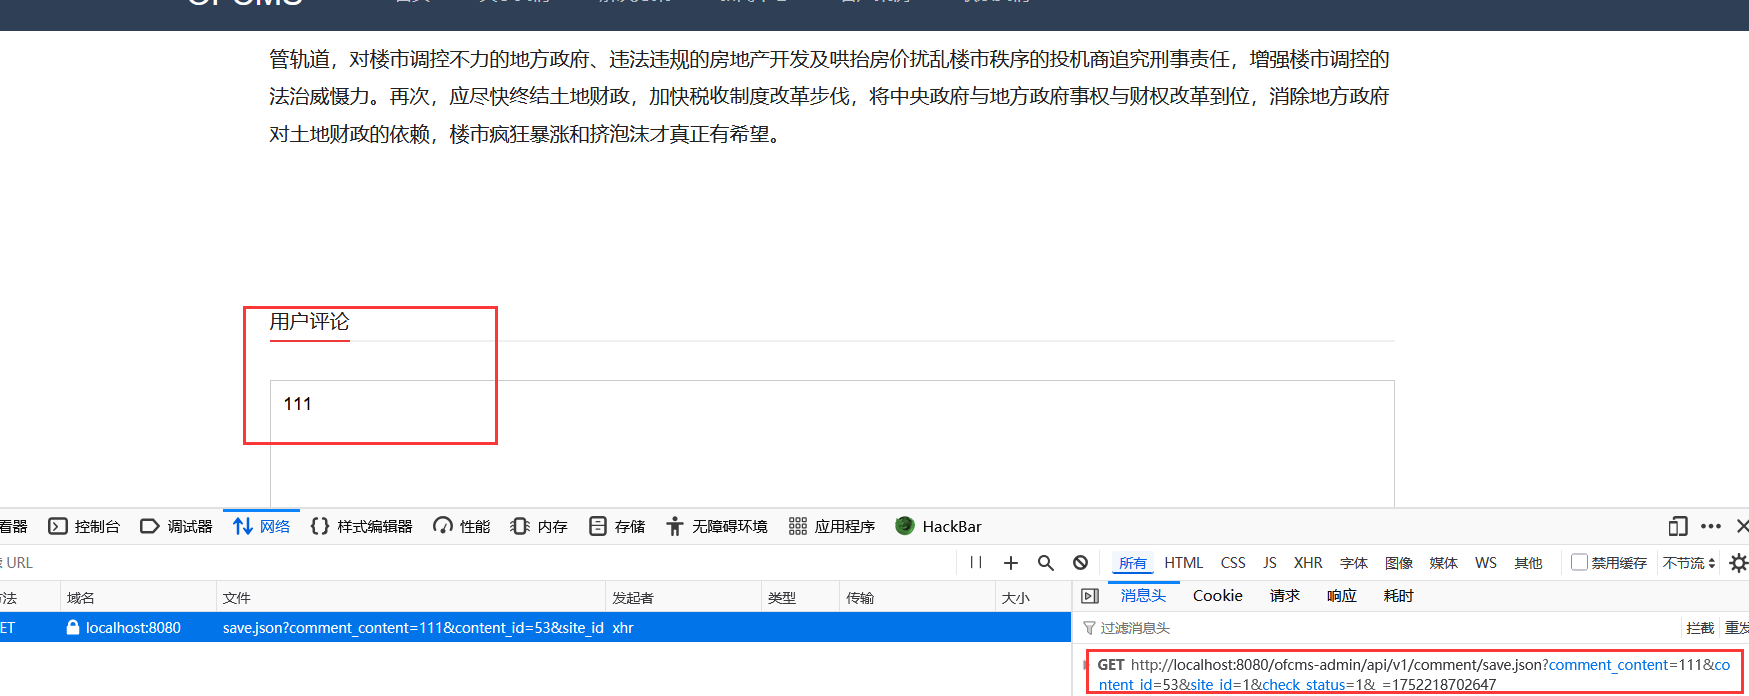 OFCMS
管轨道，对楼市调控不力的地方政府、违法违规的房地产开发及哄抬房价扰乱楼市秩序的投机商追究刑事责任，增强楼市调控的
法治威慑力。再次，应尽快终结土地财政，加快税收制度改革步伐，将中央政府与地方政府事权与财权改革到位，消除地方政府
对土地财政的依赖，楼市疯狂暴涨和挤泡沫才真正有希望。
用户评论
111
看器 控制台 调试器 网络 样式编辑器 性能 内存 存储 无障碍环境 应用程序 HackBar
URL
所有 HTML CSS JS XHR 字体 图像 媒体 WS 其他 禁用缓存 不节流
法 域名 文件 发起者 类型 传输 大小
消息头 Cookie 请求 响应 耗时
ET localhost:8080 save.json?comment_content=111&content_id=53&site_id xhr
过滤消息头 拦截 重发
GET http://localhost:8080/ofcms-admin/api/v1/comment/save.json?comment_content=111&co
ntent_id=53&site_id=1&check_status=1&_=1752218702647